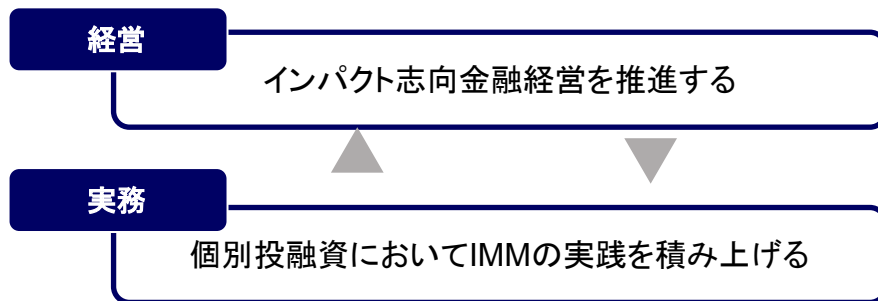 経営
インパクト志向金融経営を推進する
実務
個別投融資においてIMMの実践を積み上げる